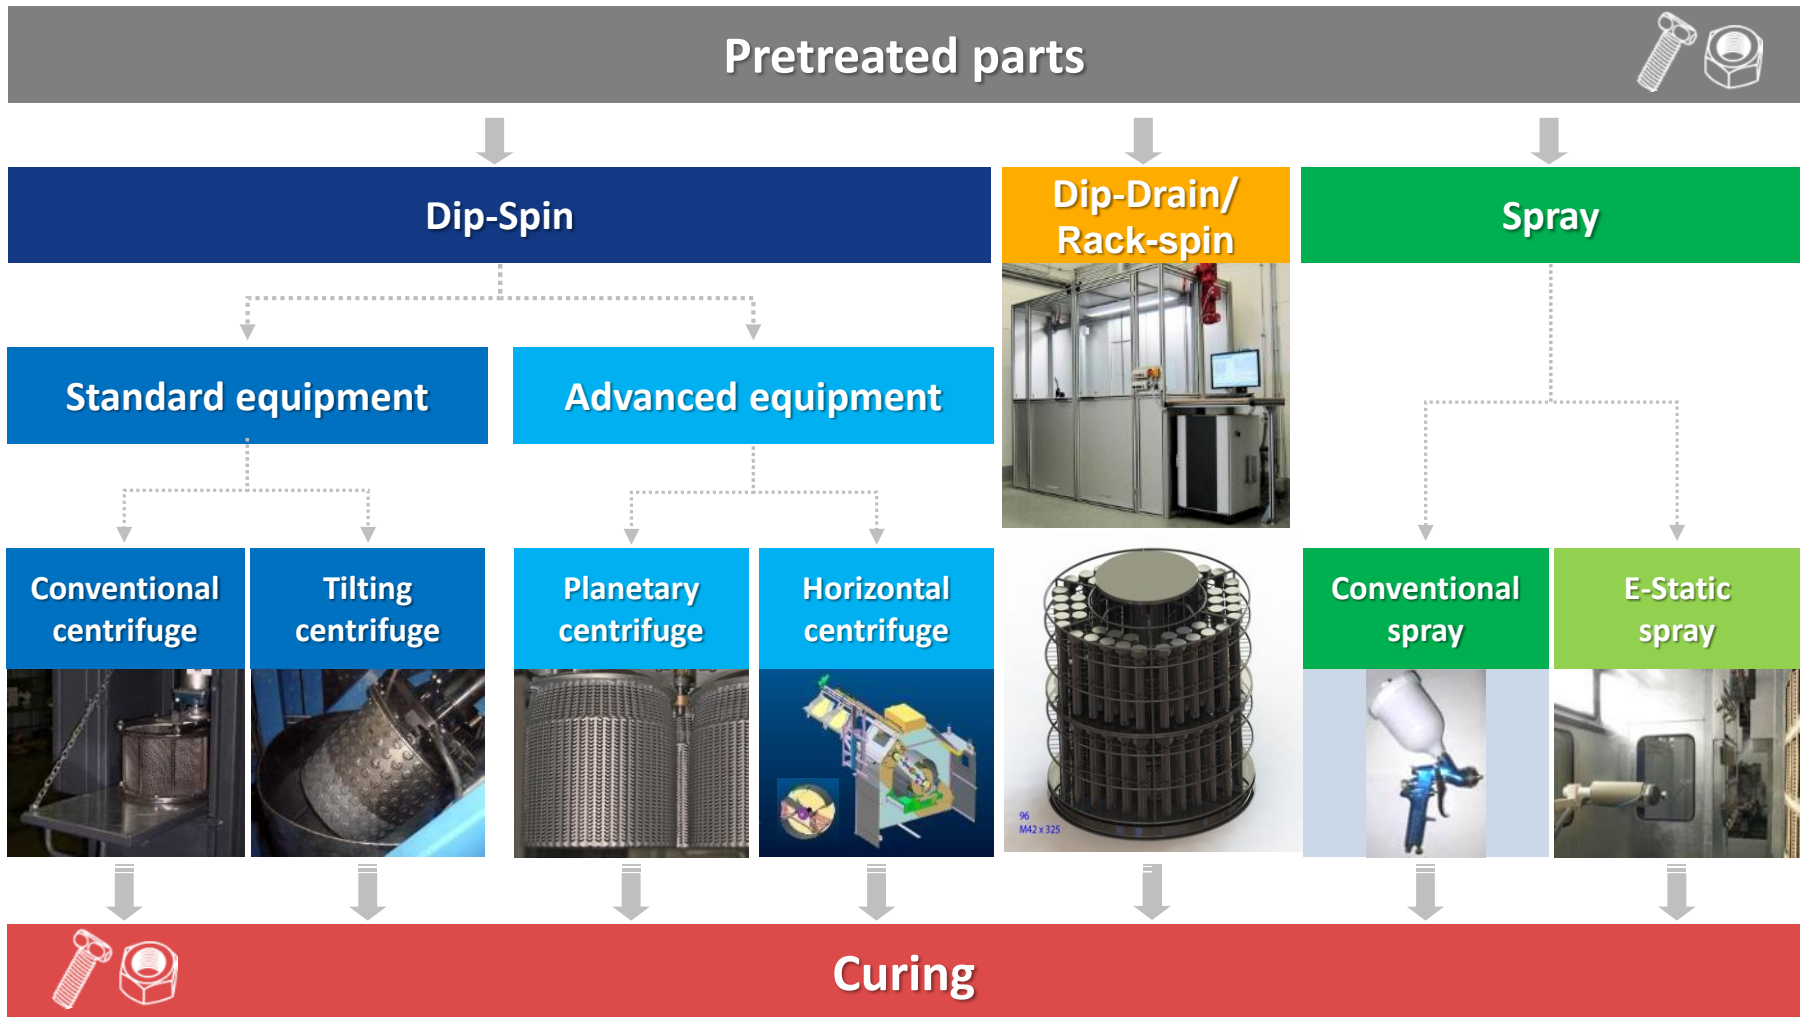 Pretreated parts
Dip-Spin
Dip-Drain/
Rack-spin
Spray
Standard equipment
Advanced equipment
Conventional
centrifuge
Tilting
centrifuge
Planetary
centrifuge
Horizontal
centrifuge
Conventional
spray
E-Static
spray
96
M42 x 325
Curing